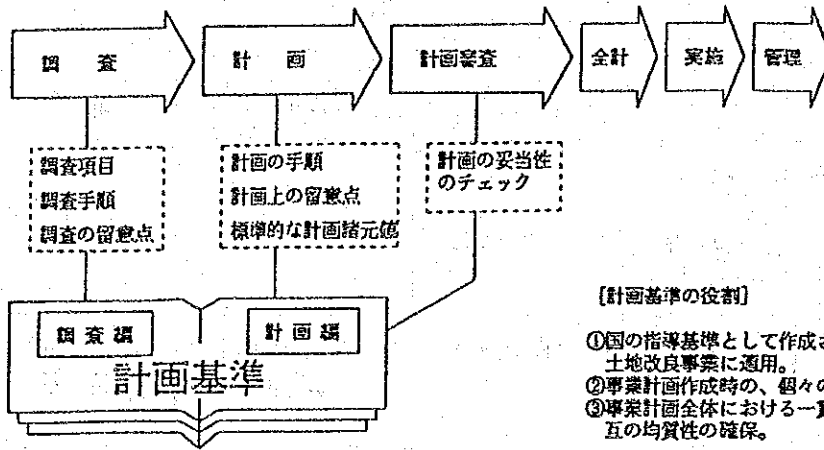 調査
計画
計画審査
全計
実施
管理
調査項目
調査手順
調査の留意点
計画の手順
計画上の留意点
標準的な計画諸元値
計画の妥当性
のチェック
調査編
計画編
計画基準
[計画基準の役割]
①国の指導基準として作成さ
土地改良事業に適用。
②事業計画作成時の、個々の
③事業計画全体における一貫
互の均質性の確保。